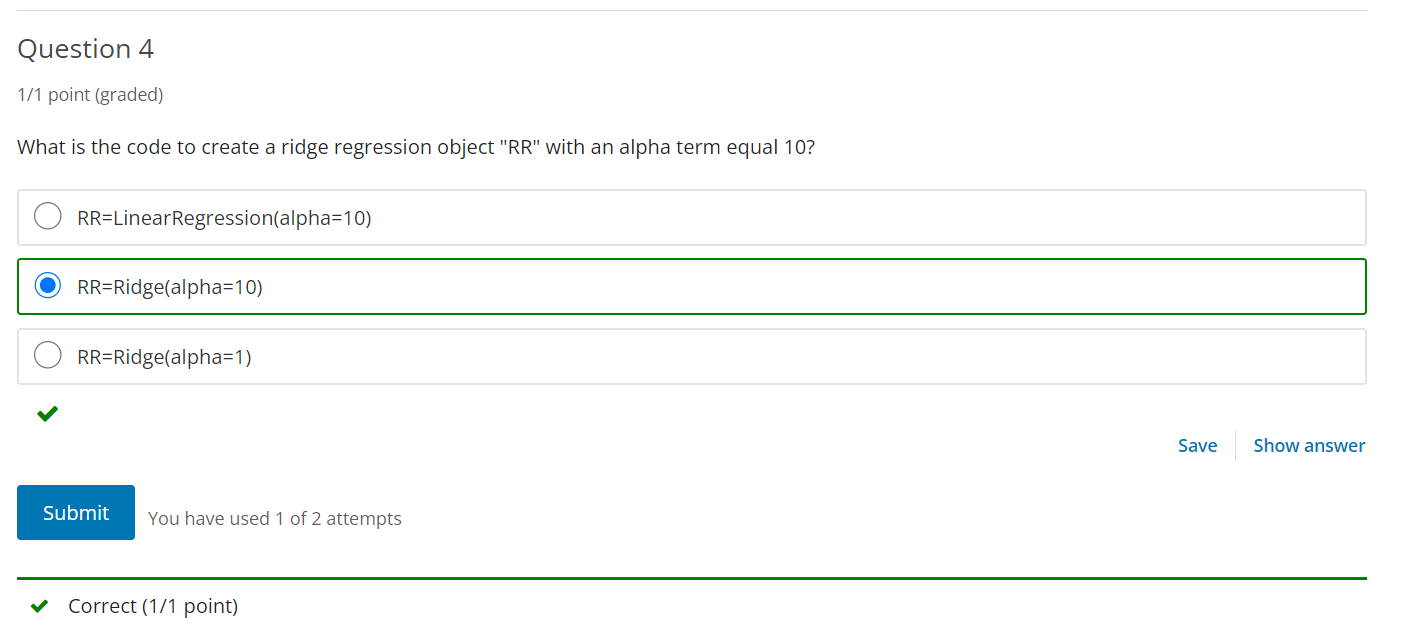 Question 4
1/1 point (graded)
What is the code to create a ridge regression object "RR" with an alpha term equal 10?
RR=LinearRegression(alpha=10)
RR=Ridge(alpha=10)
RR=Ridge(alpha=1)
Save
Show answer
Submit
You have used 1 of 2 attempts
Correct (1/1 point)